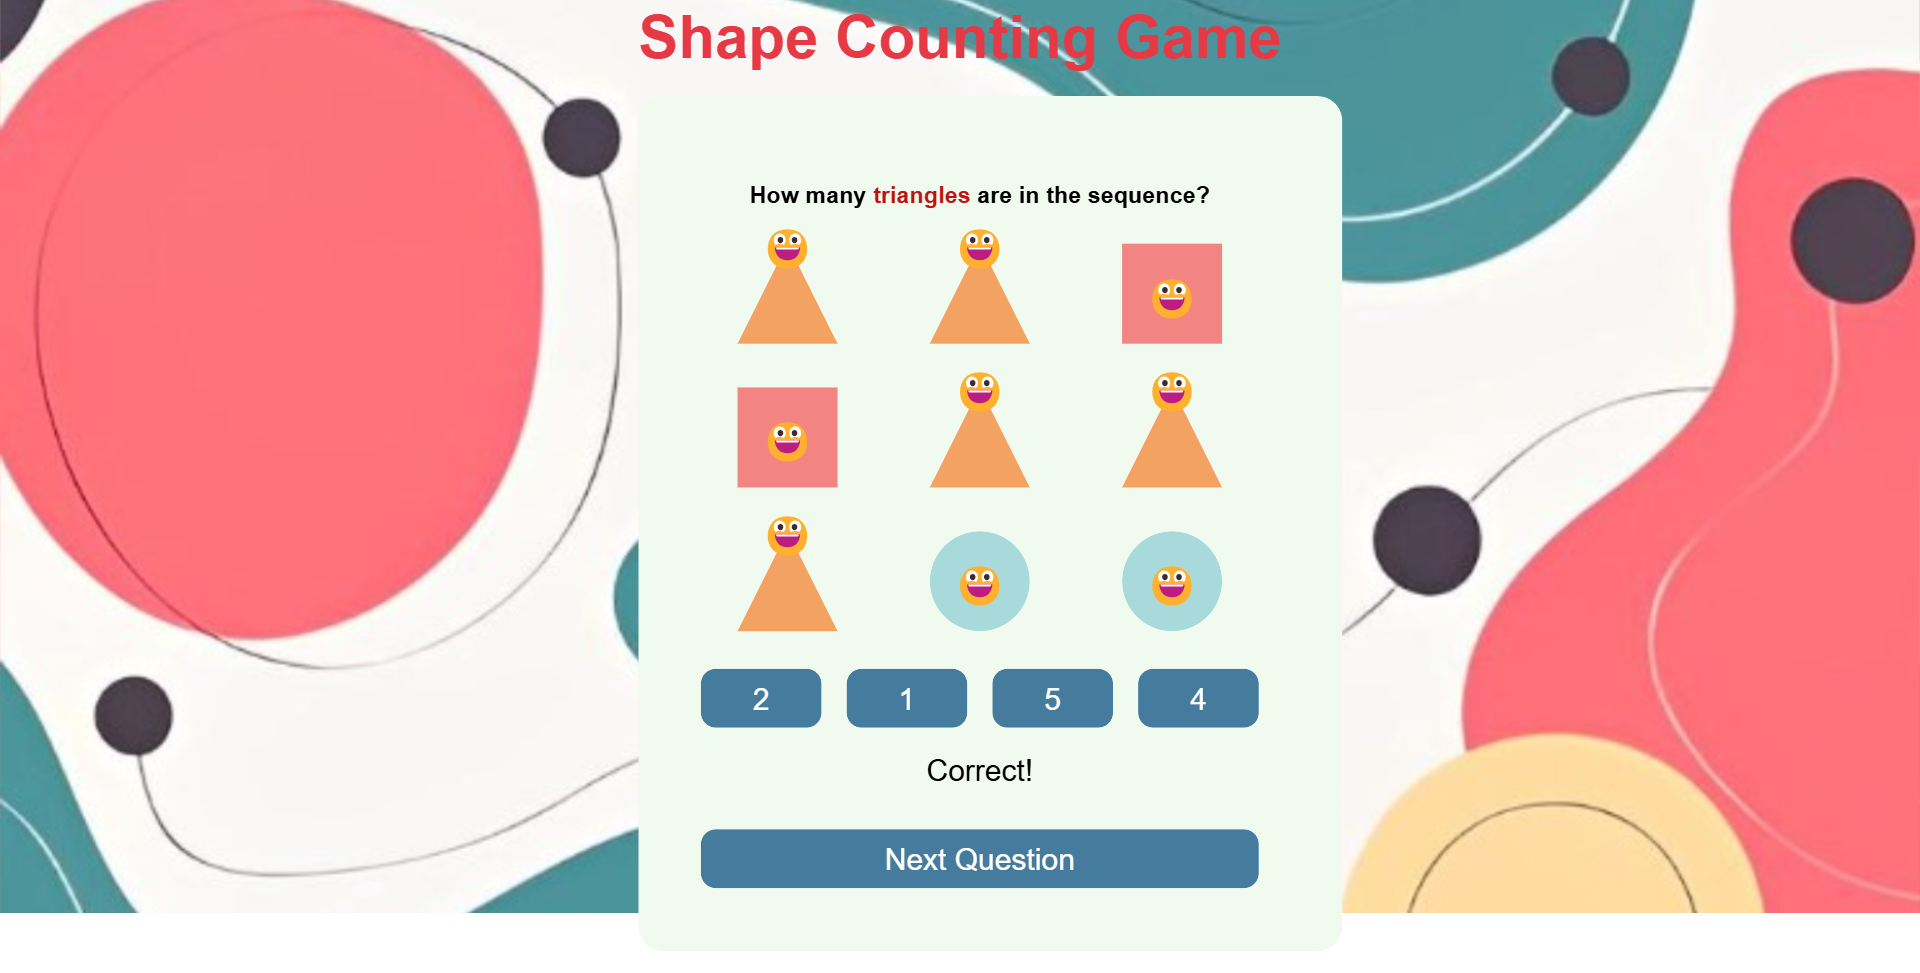 Shape Counting Game
How many triangles are in the sequence?
2 1 5 4
Correct!
Next Question